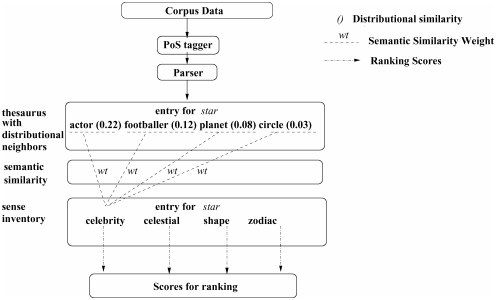 Corpus Data
PoS tagger
Parser
() Distributional similarity
wt Semantic Similarity Weight
Ranking Scores
thesaurus
with
distributional
neighbors
entry for star
actor (0.22) footballer (0.12) planet (0.08) circle (0.03)
semantic
similarity
wt wt wt wt
sense
inventory
entry for star
celebrity celestial shape zodiac
Scores for ranking